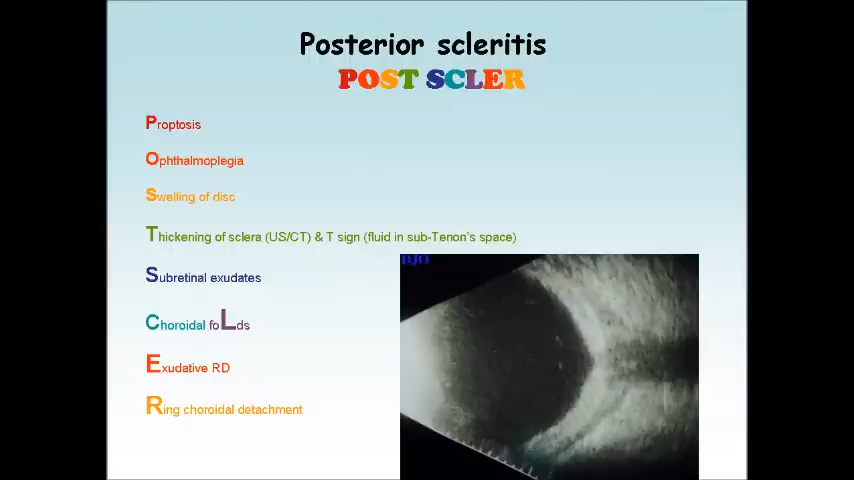 Posterior scleritis
POST SCLER
Proptosis
Ophthalmoplegia
Swelling of disc
Thickening of sclera (US/CT) & T sign (fluid in sub-Tenon's space)
Subretinal exudates
Choroidal foLds
Exudative RD
Ring choroidal detachment
DJO